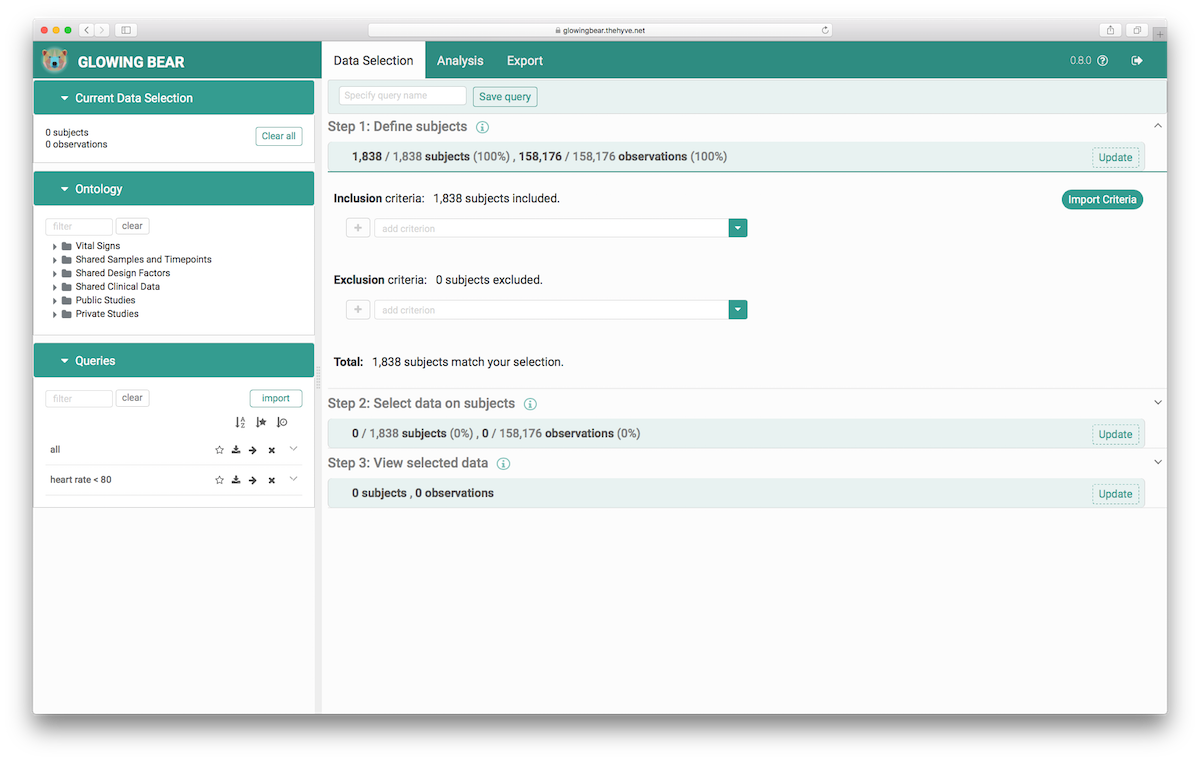 glowingbear.thehyve.net
GLOWING BEAR
Data Selection
Analysis
Export
0.8.0
Current Data Selection
0 subjects
0 observations
Clear all
Ontology
filter
clear
Vital Signs
Shared Samples and Timepoints
Shared Design Factors
Shared Clinical Data
Public Studies
Private Studies
Queries
filter
clear
import
all
heart rate < 80
Specify query name
Save query
Step 1: Define subjects
1,838 / 1,838 subjects (100%) , 158,176 / 158,176 observations (100%)
Update
Inclusion criteria: 1,838 subjects included.
Import Criteria
+
add criterion
Exclusion criteria: 0 subjects excluded.
+
add criterion
Total: 1,838 subjects match your selection.
Step 2: Select data on subjects
0 / 1,838 subjects (0%) , 0 / 158,176 observations (0%)
Update
Step 3: View selected data
0 subjects , 0 observations
Update